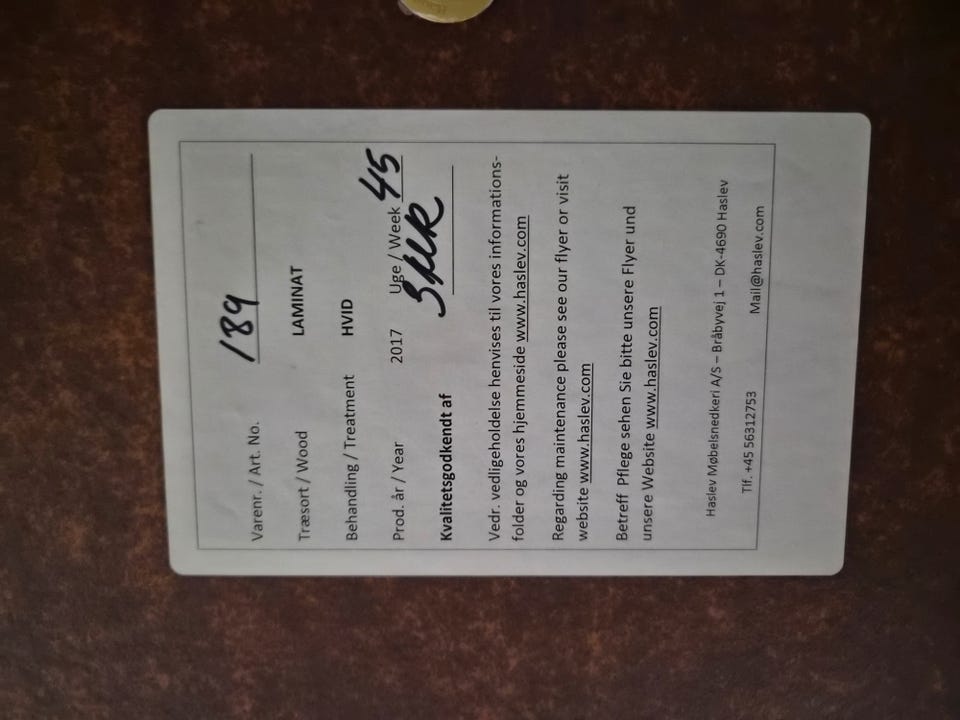 Varenr. / Art. No. 189
Træsort / Wood LAMINAT
Behandling / Treatment HVID
Prod. år / Year 2017 Uge / Week 45
Kvalitetsgodkendt af
Vedr. vedligeholdelse henvises til vores informations-
folder og vores hjemmeside www.haslev.com
Regarding maintenance please see our flyer or visit
website www.haslev.com
Betreff Pflege sehen Sie bitte unsere Flyer und
unsere Website www.haslev.com
Haslev Møbelsnedkeri A/S – Bråbyvej 1 – DK-4690 Haslev
Tlf. +45 56312753 Mail@haslev.com